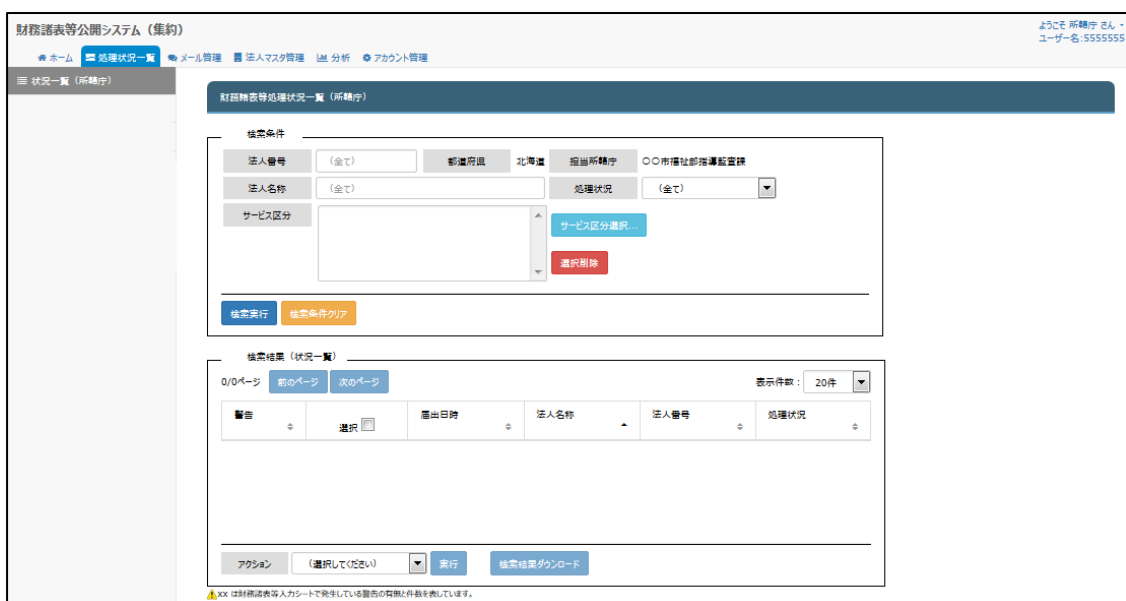 財務諸表等公開システム（集約）
ようこそ 所轄庁 さん
ユーザー名:5555555
ホーム 処理状況一覧 メール管理 法人マスタ管理 分析 アカウント管理
状況一覧（所轄庁）
財務諸表等処理状況一覧（所轄庁）
検索条件
法人番号 （全て） 都道府県 北海道 担当所轄庁 〇〇市福祉部指導監査課
法人名称 （全て） 処理状況 （全て）
サービス区分
サービス区分選択...
選択削除
検索実行 検索条件クリア
検索結果（状況一覧）
0/0ページ 前のページ 次のページ 表示件数： 20件
警告 選択 届出日時 法人名称 法人番号 処理状況
アクション （選択してください） 実行 検索結果ダウンロード
xx は財務諸表等入力シートで発生している警告の有無と件数を表しています。